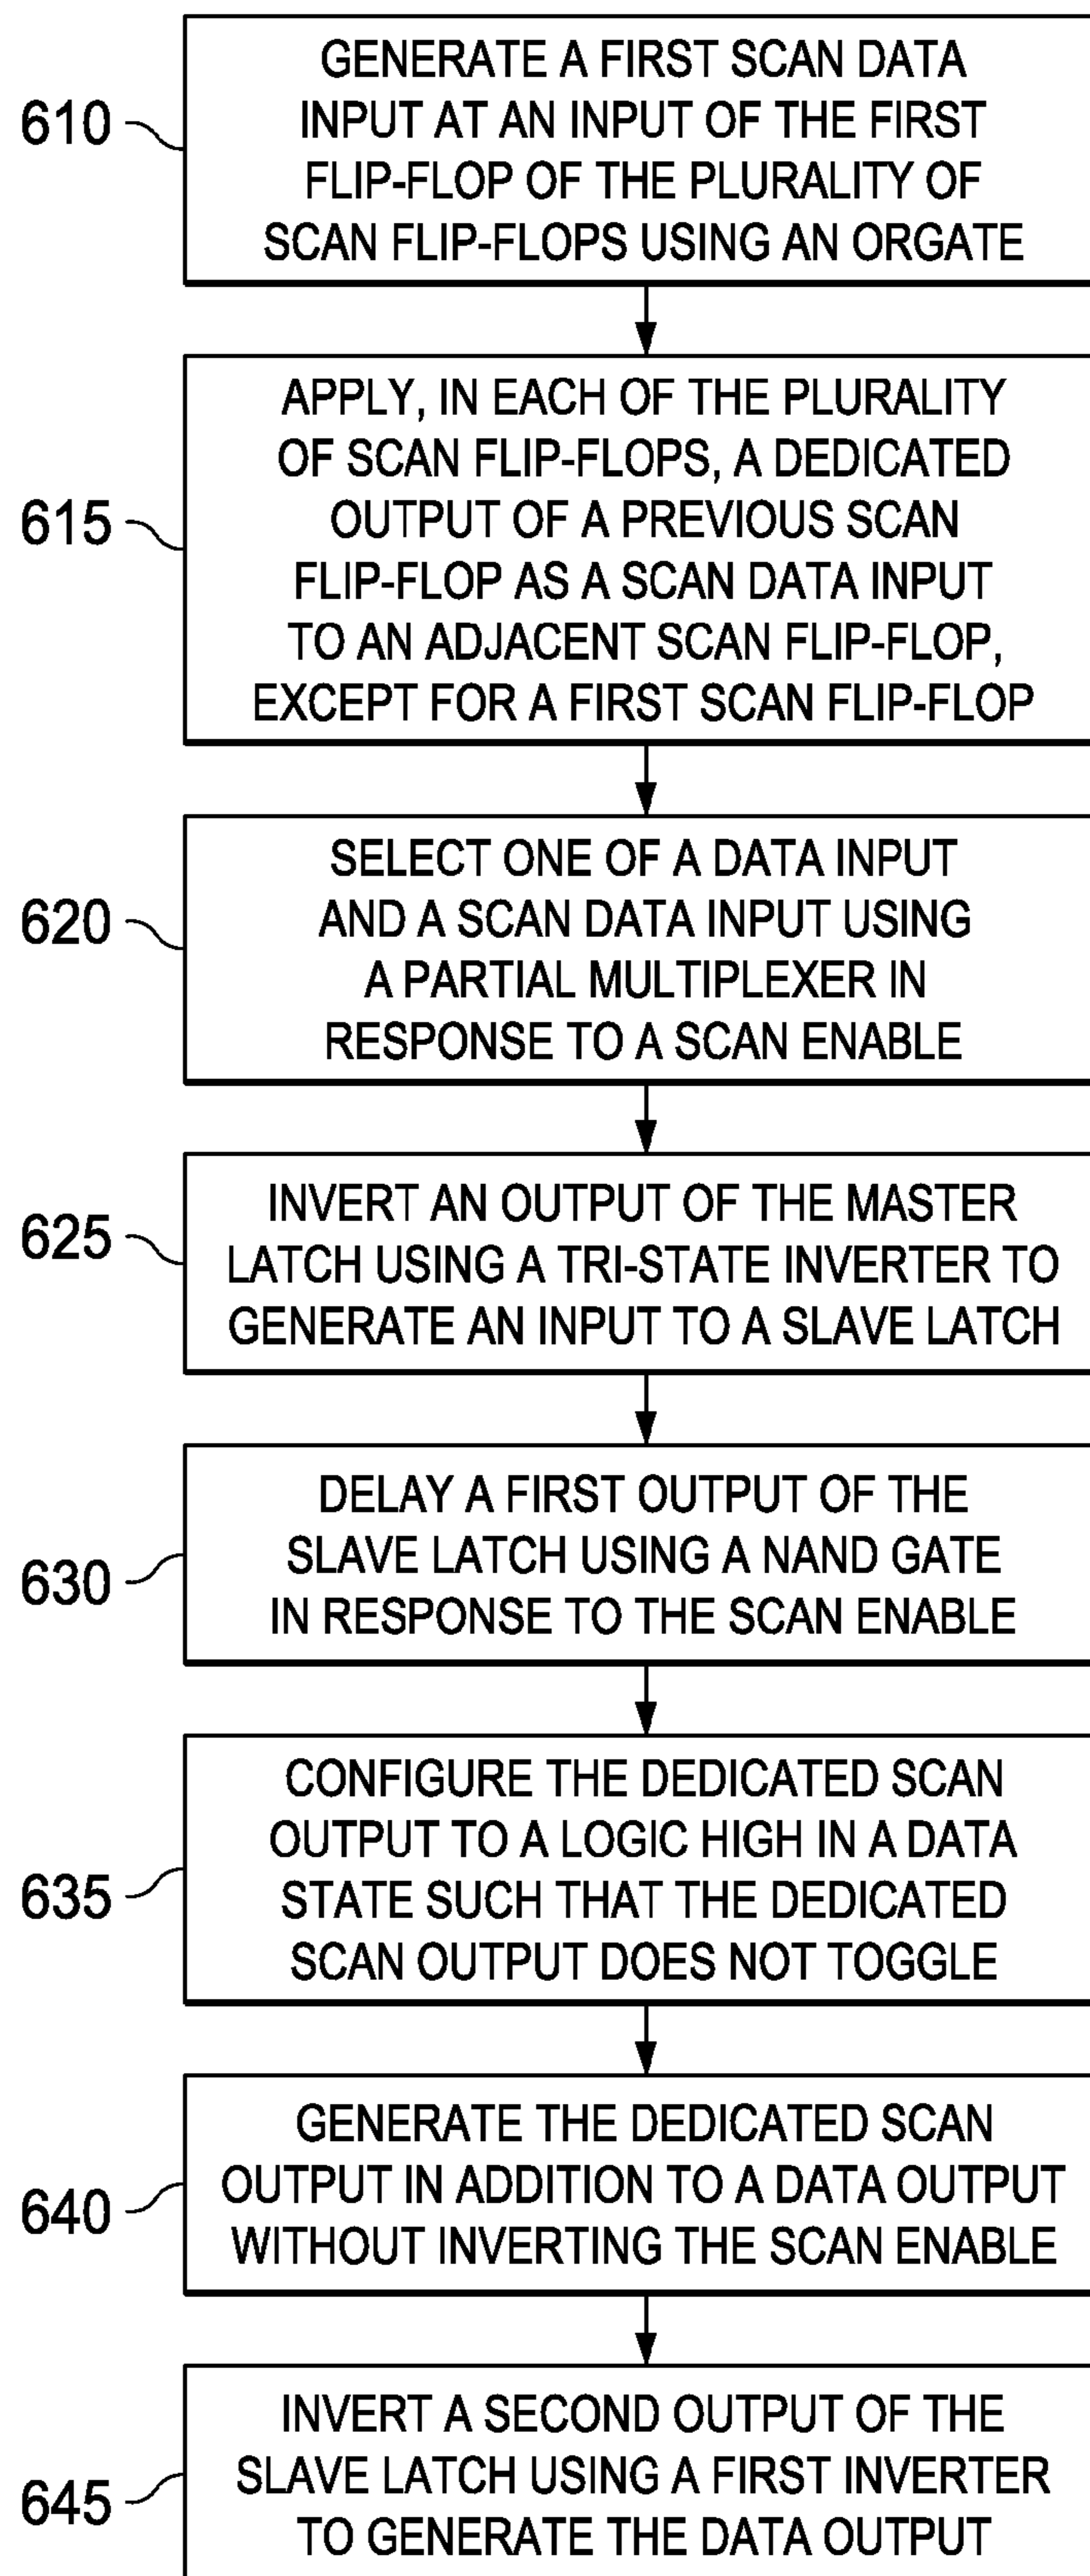 610
GENERATE A FIRST SCAN DATA
INPUT AT AN INPUT OF THE FIRST
FLIP-FLOP OF THE PLURALITY OF
SCAN FLIP-FLOPS USING AN ORGATE
615
APPLY, IN EACH OF THE PLURALITY
OF SCAN FLIP-FLOPS, A DEDICATED
OUTPUT OF A PREVIOUS SCAN
FLIP-FLOP AS A SCAN DATA INPUT
TO AN ADJACENT SCAN FLIP-FLOP,
EXCEPT FOR A FIRST SCAN FLIP-FLOP
620
SELECT ONE OF A DATA INPUT
AND A SCAN DATA INPUT USING
A PARTIAL MULTIPLEXER IN
RESPONSE TO A SCAN ENABLE
625
INVERT AN OUTPUT OF THE MASTER
LATCH USING A TRI-STATE INVERTER TO
GENERATE AN INPUT TO A SLAVE LATCH
630
DELAY A FIRST OUTPUT OF THE
SLAVE LATCH USING A NAND GATE
IN RESPONSE TO THE SCAN ENABLE
635
CONFIGURE THE DEDICATED SCAN
OUTPUT TO A LOGIC HIGH IN A DATA
STATE SUCH THAT THE DEDICATED
SCAN OUTPUT DOES NOT TOGGLE
640
GENERATE THE DEDICATED SCAN
OUTPUT IN ADDITION TO A DATA OUTPUT
WITHOUT INVERTING THE SCAN ENABLE
645
INVERT A SECOND OUTPUT OF THE
SLAVE LATCH USING A FIRST INVERTER
TO GENERATE THE DATA OUTPUT